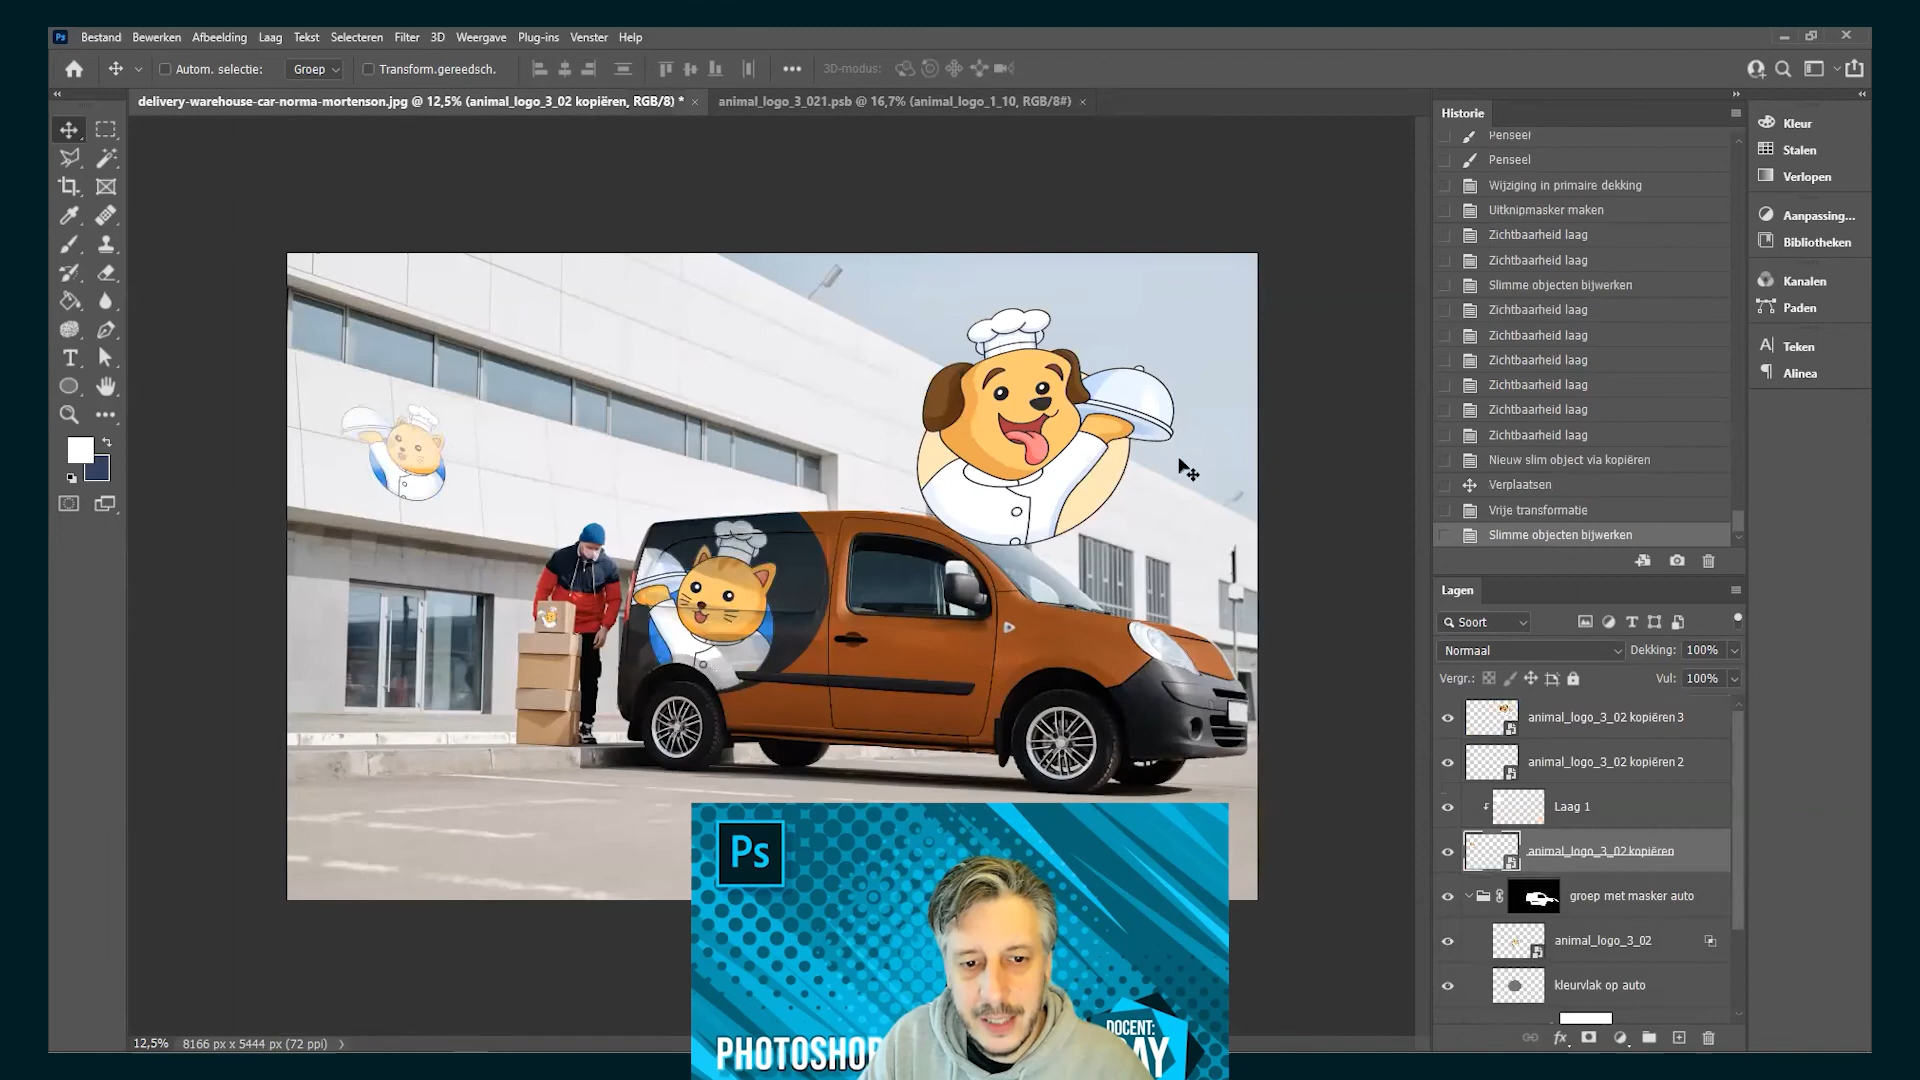 Ps Bestand Bewerken Afbeelding Laag Tekst Selecteren Filter 3D Weergave Plug-ins Venster Help
Autom. selectie: Groep Transform.gereedsch. 3D-modus:
delivery-warehouse-car-norma-mortenson.jpg @ 12,5% (animal_logo_3_02 kopiëren, RGB/8) *
animal_logo_3_021.psb @ 16,7% (animal_logo_1_10, RGB/8#)
Historie
Penseel
Penseel
Wijziging in primaire dekking
Uitknipmasker maken
Zichtbaarheid laag
Zichtbaarheid laag
Slimme objecten bijwerken
Zichtbaarheid laag
Zichtbaarheid laag
Zichtbaarheid laag
Zichtbaarheid laag
Zichtbaarheid laag
Zichtbaarheid laag
Nieuw slim object via kopiëren
Verplaatsen
Vrije transformatie
Slimme objecten bijwerken
Kleur
Stalen
Verlopen
Aanpassing...
Bibliotheken
Kanalen
Paden
Teken
Alinea
Lagen
Soort
Normaal Dekking: 100%
Vergr.: Vul: 100%
animal_logo_3_02 kopiëren 3
animal_logo_3_02 kopiëren 2
Laag 1
animal_logo_3_02 kopiëren
groep met masker auto
animal_logo_3_02
kleurvlak op auto
12,5% 8166 px x 5444 px (72 ppi)
Ps
DOCENT: